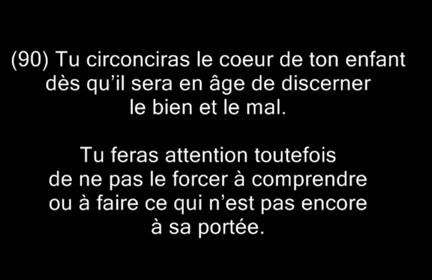 (90) Tu circonciras le coeur de ton enfant
dès qu'il sera en âge de discerner
le bien et le mal.
Tu feras attention toutefois
de ne pas le forcer à comprendre
ou à faire ce qui n'est pas encore
à sa portée.